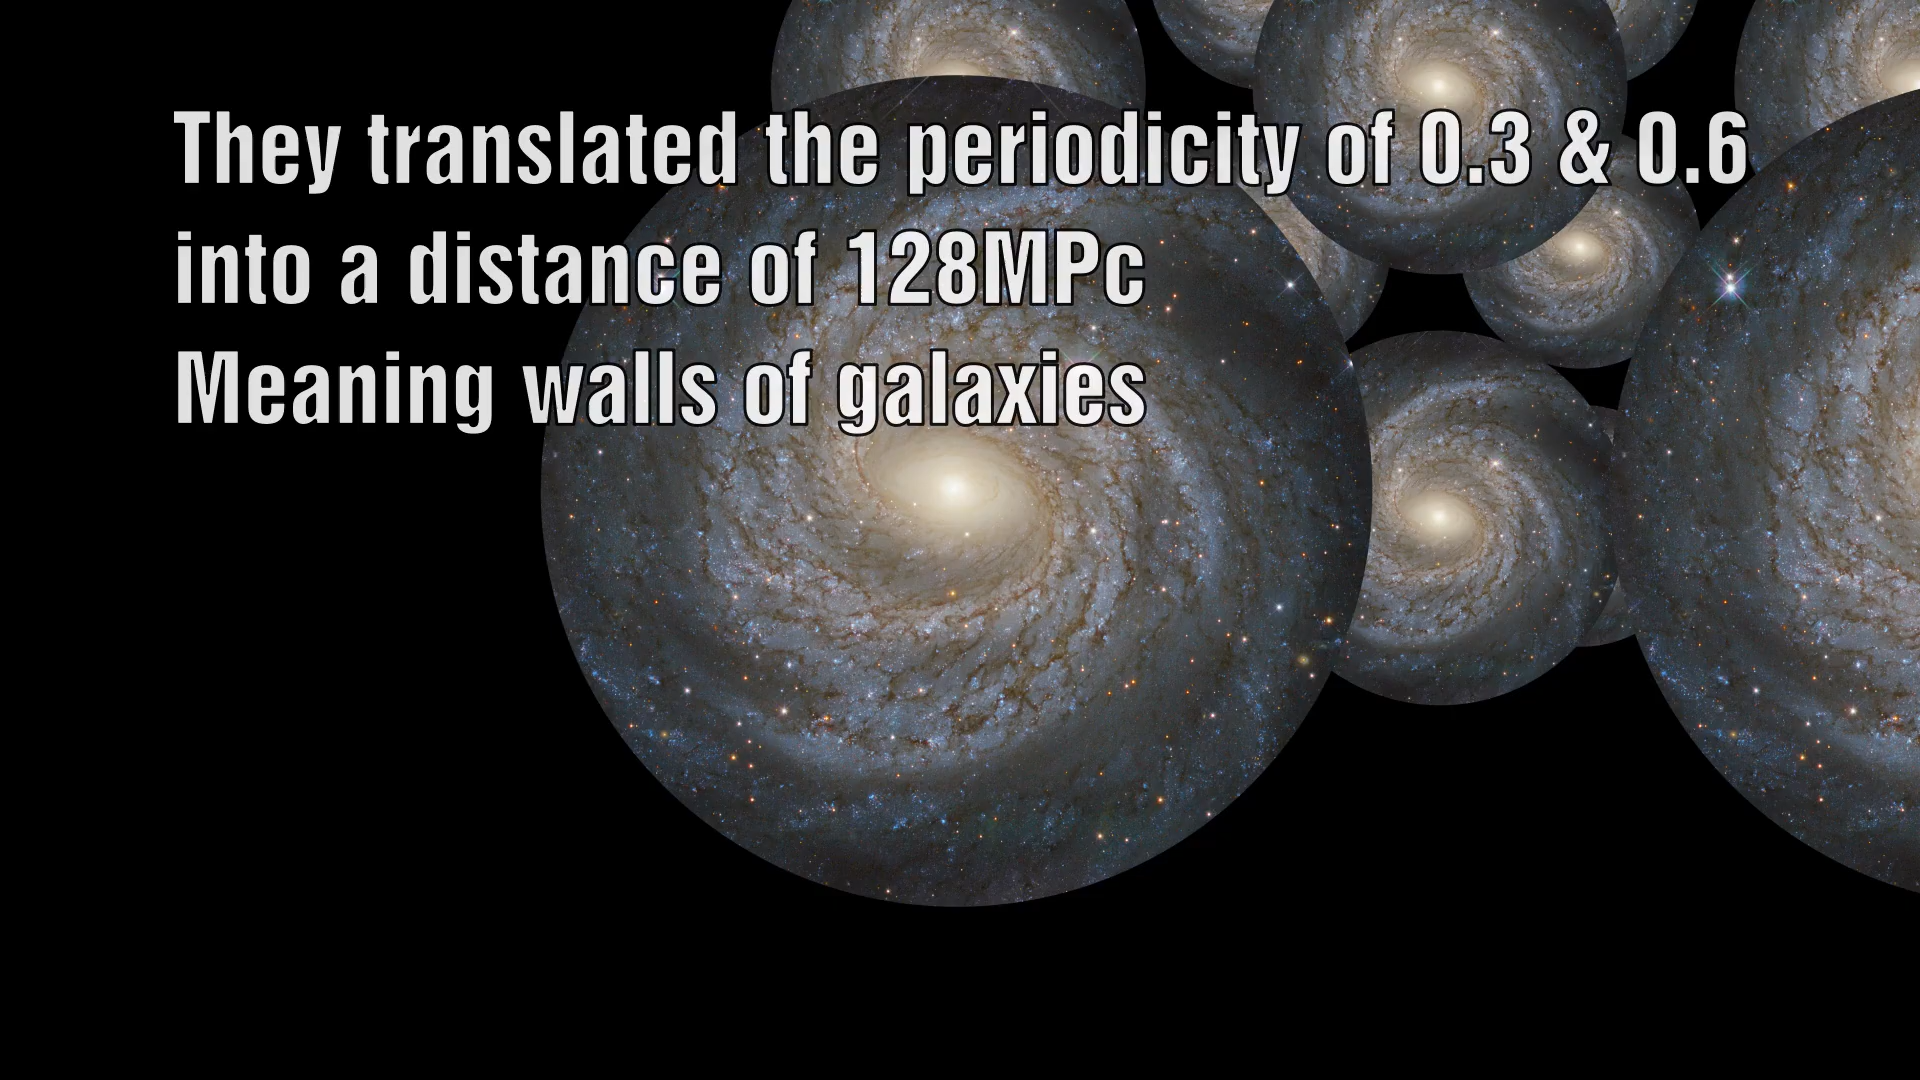 They translated the periodicity of 0.3 & 0.6
into a distance of 128MPc
Meaning walls of galaxies